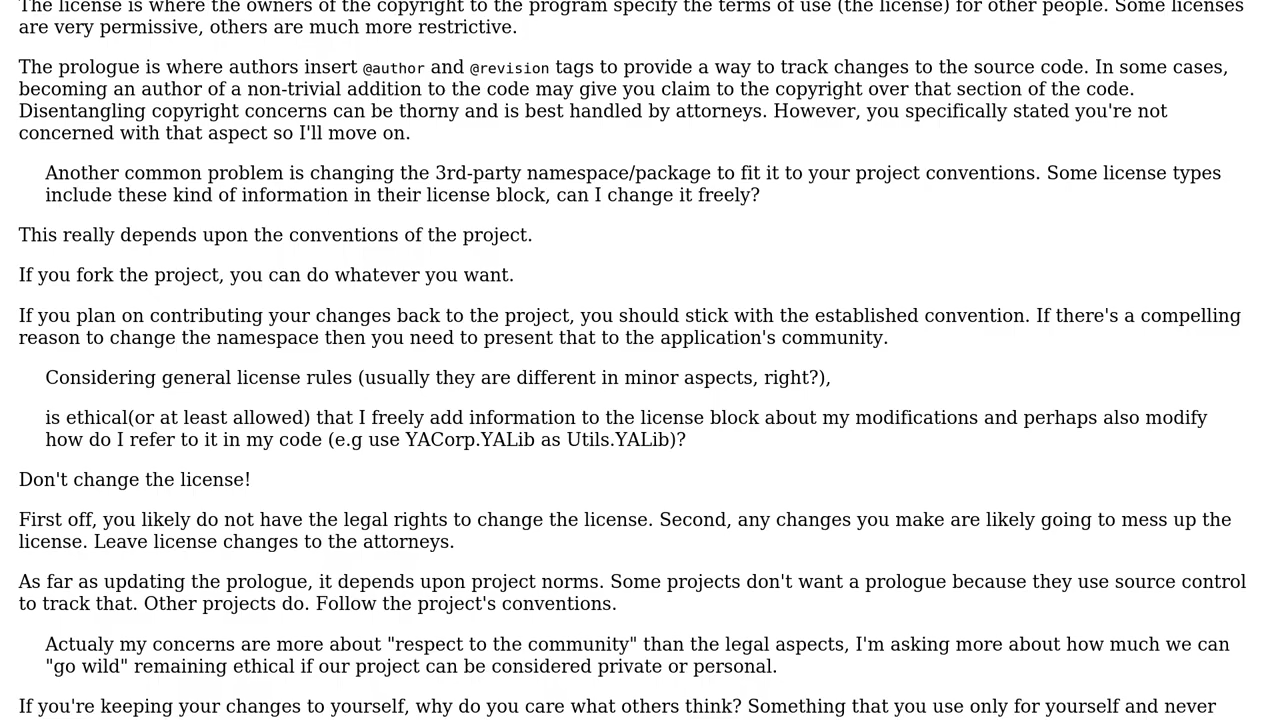 The license is where the owners of the copyright to the program specify the terms of use (the license) for other people. Some licenses
are very permissive, others are much more restrictive.
The prologue is where authors insert @author and @revision tags to provide a way to track changes to the source code. In some cases,
becoming an author of a non-trivial addition to the code may give you claim to the copyright over that section of the code.
Disentangling copyright concerns can be thorny and is best handled by attorneys. However, you specifically stated you're not
concerned with that aspect so I'll move on.
Another common problem is changing the 3rd-party namespace/package to fit it to your project conventions. Some license types
include these kind of information in their license block, can I change it freely?
This really depends upon the conventions of the project.
If you fork the project, you can do whatever you want.
If you plan on contributing your changes back to the project, you should stick with the established convention. If there's a compelling
reason to change the namespace then you need to present that to the application's community.
Considering general license rules (usually they are different in minor aspects, right?),
is ethical(or at least allowed) that I freely add information to the license block about my modifications and perhaps also modify
how do I refer to it in my code (e.g use YACorp.YALib as Utils.YALib)?
Don't change the license!
First off, you likely do not have the legal rights to change the license. Second, any changes you make are likely going to mess up the
license. Leave license changes to the attorneys.
As far as updating the prologue, it depends upon project norms. Some projects don't want a prologue because they use source control
to track that. Other projects do. Follow the project's conventions.
Actualy my concerns are more about "respect to the community" than the legal aspects, I'm asking more about how much we can
"go wild" remaining ethical if our project can be considered private or personal.
If you're keeping your changes to yourself, why do you care what others think? Something that you use only for yourself and never